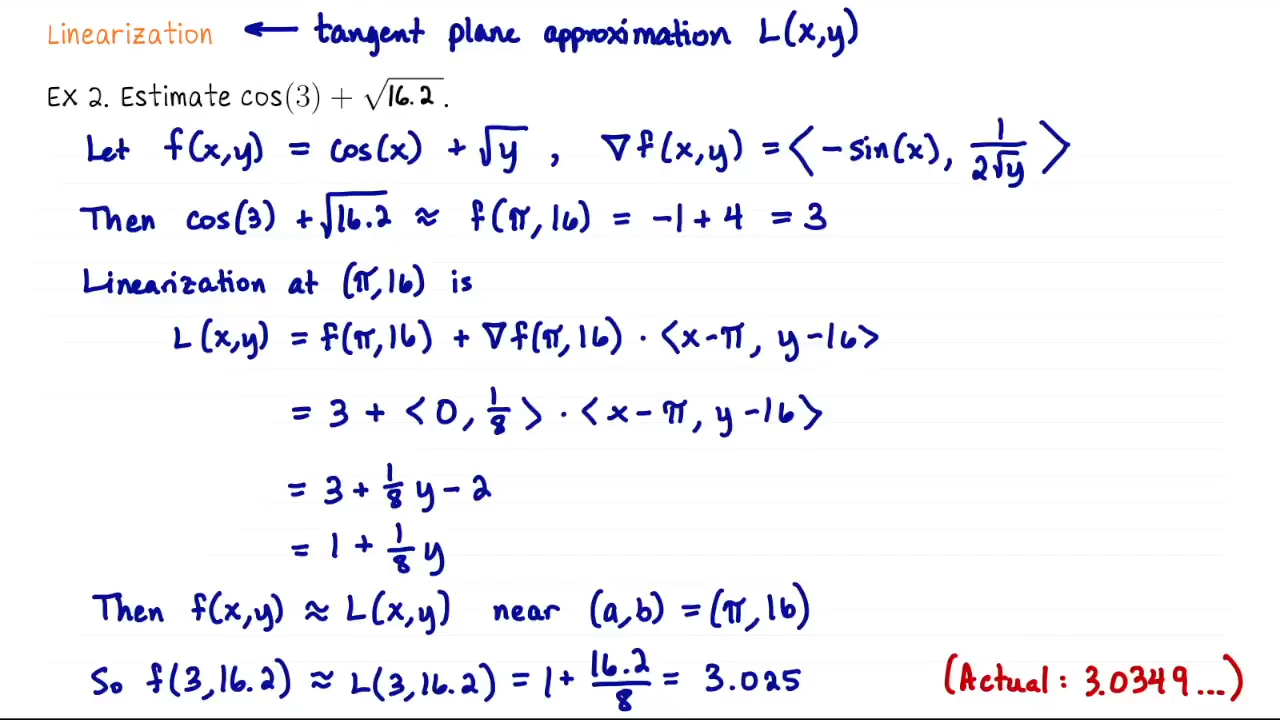 Linearization ← tangent plane approximation L(x,y)
EX 2. Estimate cos(3) + √16.2.
Let f(x,y) = cos(x) + √y , ∇f(x,y) = ⟨-sin(x), 1/(2√y)⟩
Then cos(3) + √16.2 ≈ f(π,16) = -1+4 = 3
Linearization at (π,16) is
L(x,y) = f(π,16) + ∇f(π,16) · ⟨x-π, y-16⟩
= 3 + ⟨0, 1/8⟩ · ⟨x-π, y-16⟩
= 3 + 1/8 y - 2
= 1 + 1/8 y
Then f(x,y) ≈ L(x,y) near (a,b) = (π,16)
So f(3,16.2) ≈ L(3,16.2) = 1 + 16.2/8 = 3.025 (Actual: 3.0349...)